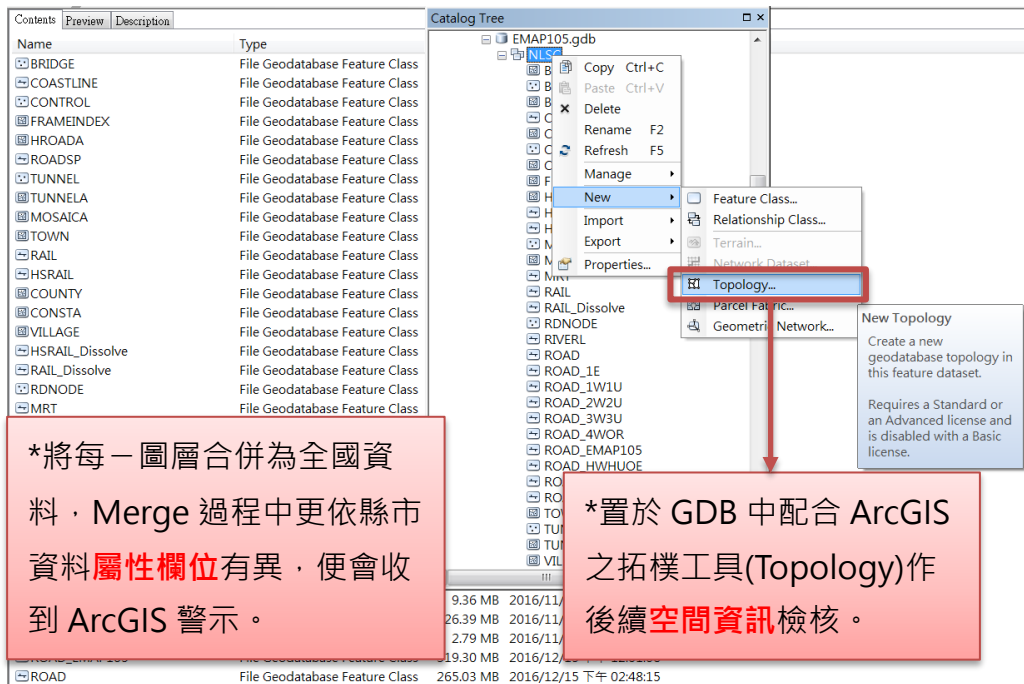 Contents Preview Description
Name Type
BRIDGE File Geodatabase Feature Class
COASTLINE File Geodatabase Feature Class
CONTROL File Geodatabase Feature Class
FRAMEINDEX File Geodatabase Feature Class
HROADA File Geodatabase Feature Class
ROADSP File Geodatabase Feature Class
TUNNEL File Geodatabase Feature Class
TUNNELA File Geodatabase Feature Class
MOSAICA File Geodatabase Feature Class
TOWN File Geodatabase Feature Class
RAIL File Geodatabase Feature Class
HSRAIL File Geodatabase Feature Class
COUNTY File Geodatabase Feature Class
CONSTA File Geodatabase Feature Class
VILLAGE File Geodatabase Feature Class
HSRAIL_Dissolve File Geodatabase Feature Class
RAIL_Dissolve File Geodatabase Feature Class
RDNODE File Geodatabase Feature Class
MRT File Geodatabase Feature Class
Catalog Tree
EMAP105.gdb
NLSC
MRT
RAIL
RAIL_Dissolve
RDNODE
RIVERL
ROAD
ROAD_1E
ROAD_1W1U
ROAD_2W2U
ROAD_3W3U
ROAD_4WOR
ROAD_EMAP105
ROAD_HWHUOE
Copy Ctrl+C
Paste Ctrl+V
Delete
Rename F2
Refresh F5
Manage
New
Import
Export
Properties...
Feature Class...
Relationship Class...
Terrain...
Network Dataset
Topology...
Parcel Fabric...
Geometric Network...
New Topology
Create a new
geodatabase topology in
this feature dataset.
Requires a Standard or
an Advanced license and
is disabled with a Basic
license.
*將每一圖層合併為全國資
料，Merge 過程中更依縣市
資料屬性欄位有異，便會收
到 ArcGIS 警示。
*置於 GDB 中配合 ArcGIS
之拓樸工具(Topology)作
後續空間資訊檢核。
9.36 MB 2016/11/
26.39 MB 2016/11/
2.79 MB 2016/11/
319.30 MB 2016/12/
ROAD File Geodatabase Feature Class 265.03 MB 2016/12/15 下午 02:48:15